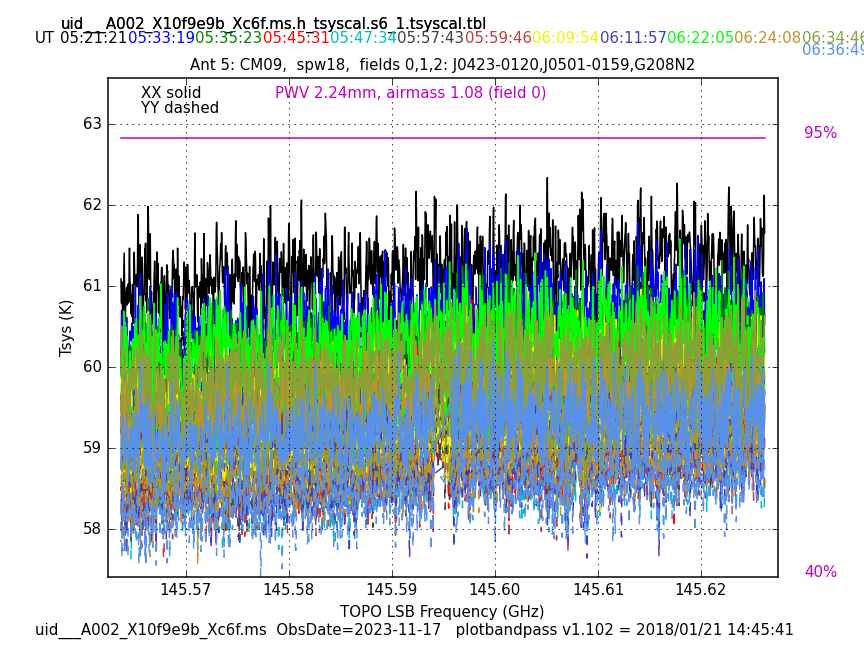 uid___A002_X10f9e9b_Xc6f.ms.h_tsyscal.s6_1.tsyscal.tbl
UT 05:21:21 05:33:19 05:35:23 05:45:31 05:47:34 05:57:43 05:59:46 06:09:54 06:11:57 06:22:05 06:24:08 06:34:46
06:36:49
Ant 5: CM09, spw18, fields 0,1,2: J0423-0120,J0501-0159,G208N2
XX solid
PWV 2.24mm, airmass 1.08 (field 0)
YY dashed
63
95%
62
61
Tsys (K)
60
59
58
40%
145.57 145.58 145.59 145.60 145.61 145.62
TOPO LSB Frequency (GHz)
uid___A002_X10f9e9b_Xc6f.ms ObsDate=2023-11-17 plotbandpass v1.102 = 2018/01/21 14:45:41